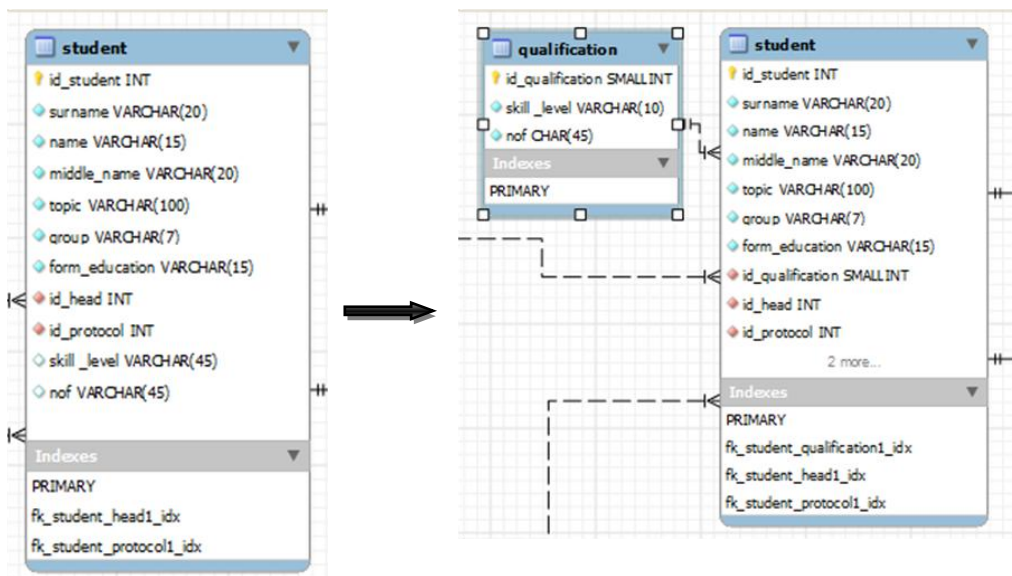 student
id_student INT
surname VARCHAR(20)
name VARCHAR(15)
middle_name VARCHAR(20)
topic VARCHAR(100)
group VARCHAR(7)
form_education VARCHAR(15)
id_head INT
id_protocol INT
skill _level VARCHAR(45)
nof VARCHAR(45)
Indexes
PRIMARY
fk_student_head1_idx
fk_student_protocol1_idx
qualification
id_qualification SMALLINT
skill _level VARCHAR(10)
nof CHAR(45)
Indexes
PRIMARY
student
id_student INT
surname VARCHAR(20)
name VARCHAR(15)
middle_name VARCHAR(20)
topic VARCHAR(100)
group VARCHAR(7)
form_education VARCHAR(15)
id_qualification SMALLINT
id_head INT
id_protocol INT
2 more...
Indexes
PRIMARY
fk_student_qualification1_idx
fk_student_head1_idx
fk_student_protocol1_idx